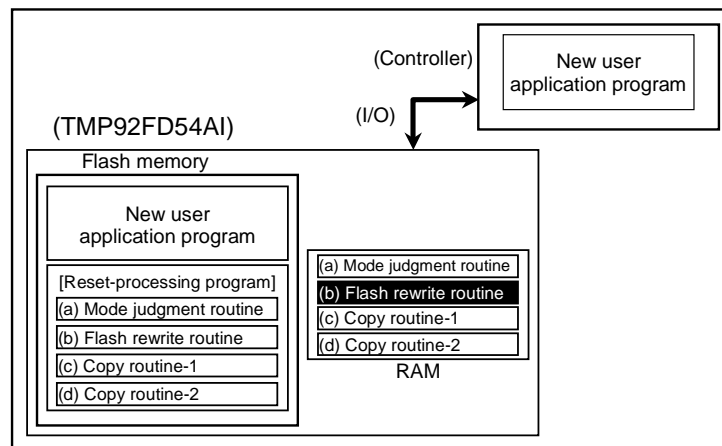 (Controller)
New user
application program
(I/O)
(TMP92FD54AI)
Flash memory
New user
application program
[Reset-processing program]
(a) Mode judgment routine
(b) Flash rewrite routine
(c) Copy routine-1
(d) Copy routine-2
(a) Mode judgment routine
(b) Flash rewrite routine
(c) Copy routine-1
(d) Copy routine-2
RAM